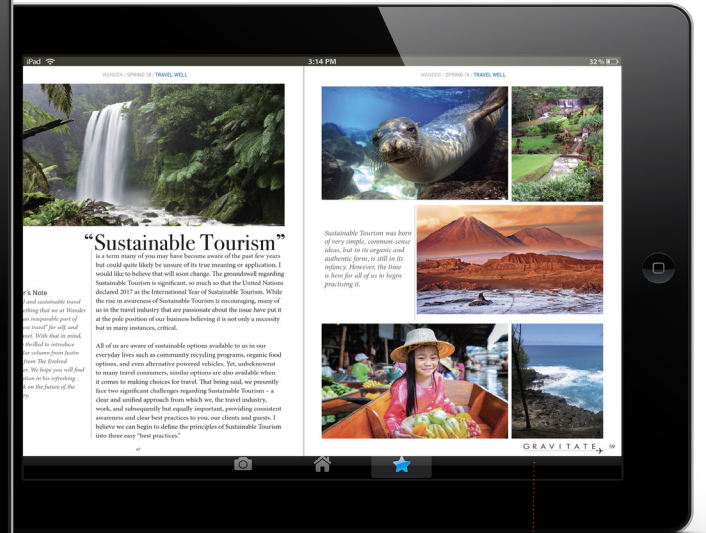 iPad
3:14 PM
32 %
WANDER / SPRING 18 / TRAVEL WELL
WANDER / SPRING 18 / TRAVEL WELL
“Sustainable Tourism”
is a term many of you may have become aware of the past few years
but could quite likely be unsure of its true meaning or application. I
would like to believe that will soon change. The groundswell regarding
Sustainable Tourism is significant, so much so that the United Nations
declared 2017 as the International Year of Sustainable Tourism. While
the rise in awareness of Sustainable Tourism is encouraging, many of
us in the travel industry that are passionate about the issue have put it
at the pole position of our business believing it is not only a necessity
but in many instances, critical.
All of us are aware of sustainable options available to us in our
everyday lives such as community recycling programs, organic food
options, and even alternative powered vehicles. Yet, unbeknownst
to many travel consumers, similar options are also available when
it comes to making choices for travel. That being said, we presently
face two significant challenges regarding Sustainable Tourism – a
clear and unified approach from which we, the travel industry,
work, and subsequently but equally important, providing consistent
awareness and clear best practices to you, our clients and guests. I
believe we can begin to define the principles of Sustainable Tourism
into three easy “best practices.”
r's Note
and sustainable travel
ething that we at Wander
an inseparable part of
ass travel” for self, and
net. With that in mind,
thrilled to introduce
lar column from Justin
from The Evolved
er. We hope you will find
ation in his refreshing
k on the future of the
ry.
47
Sustainable Tourism was born
of very simple, common-sense
ideas, but in its organic and
authentic form, is still in its
infancy. However, the time
is here for all of us to begin
practising it.
GRAVITATE
59